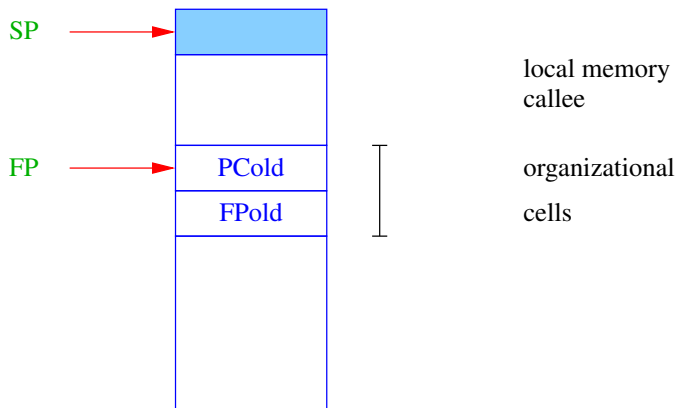 SP
local memory
callee
FP
PCold
organizational
FPold
cells